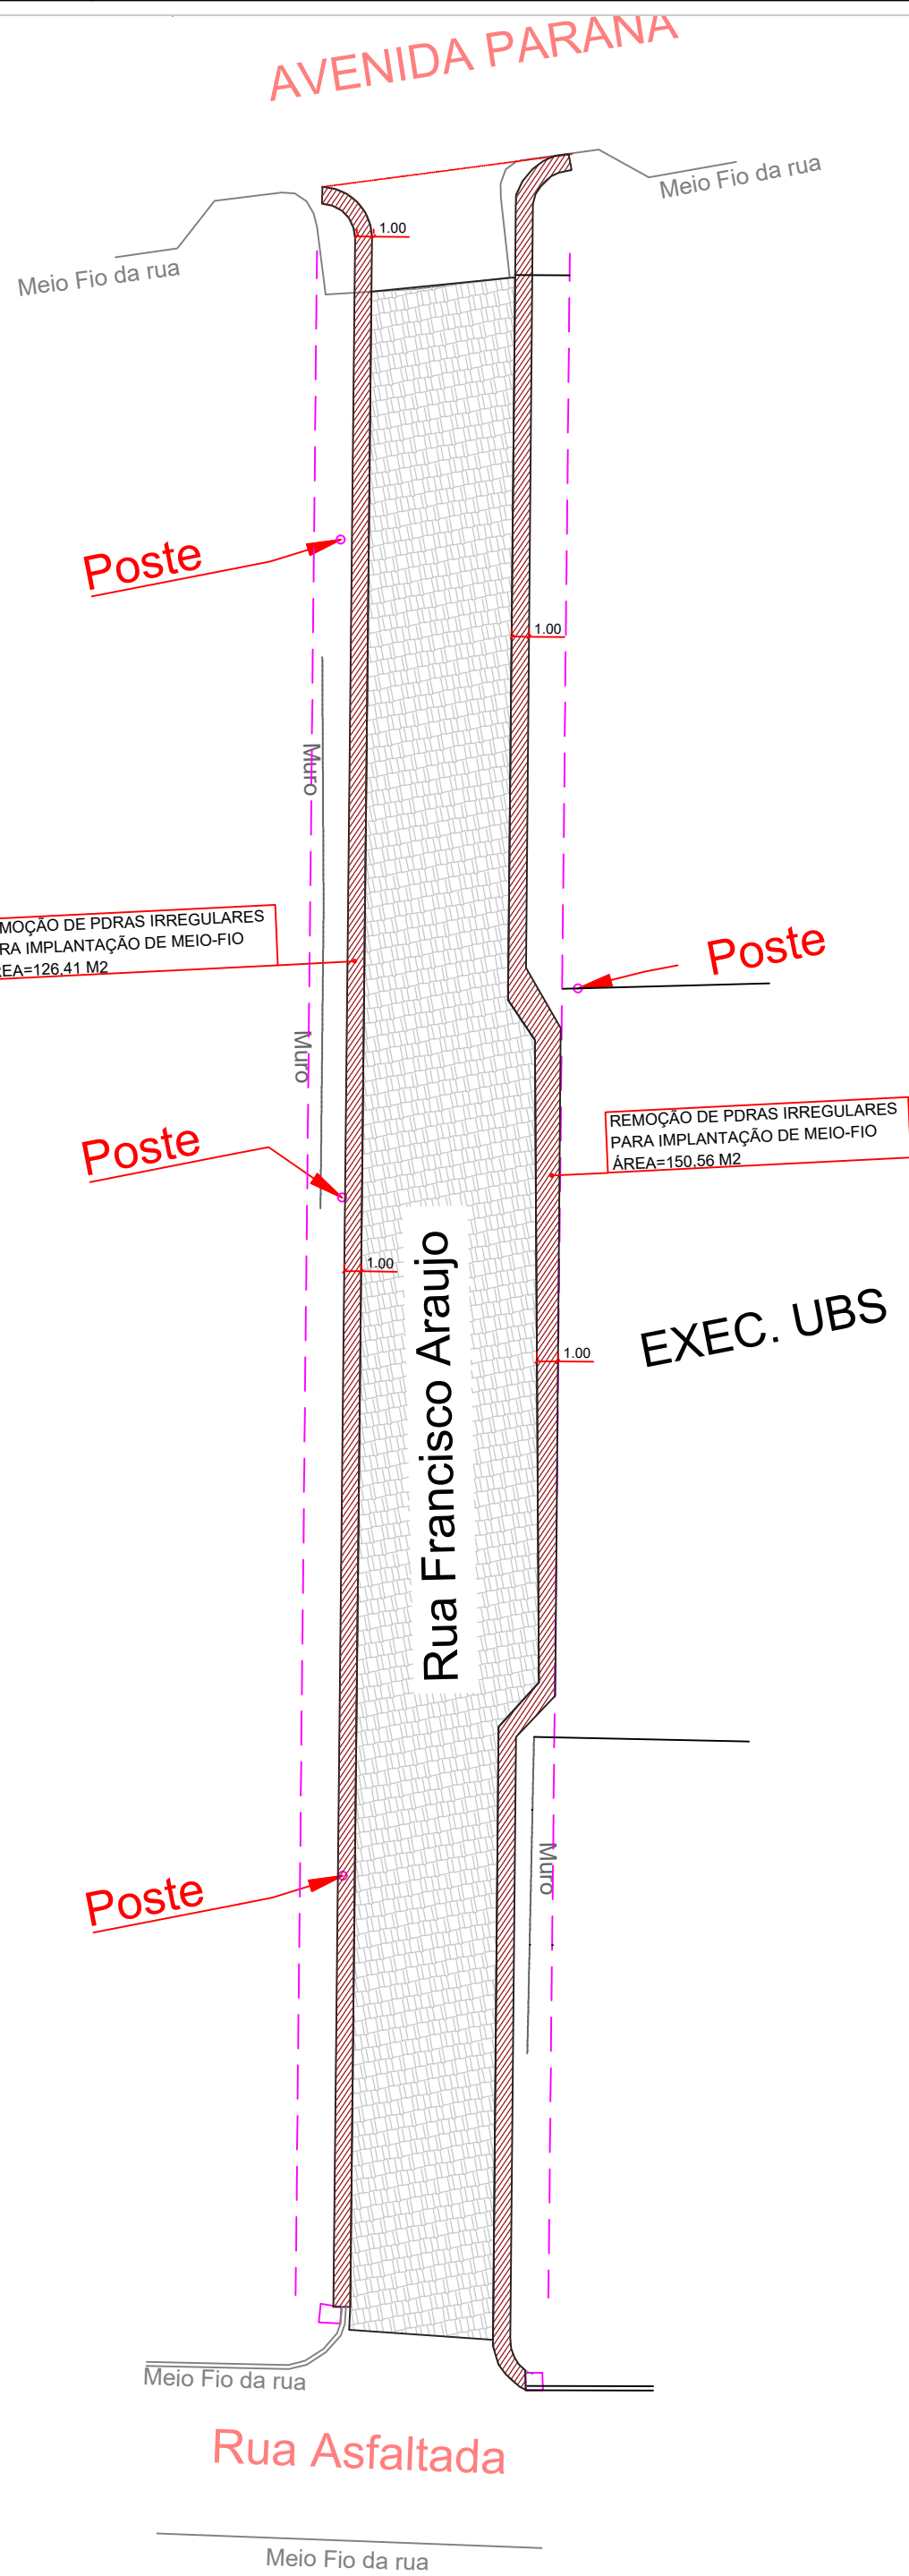 AVENIDA PARANÁ
Meio Fio da rua
Meio Fio da rua
1.00
Poste
1.00
Muro
MOÇÃO DE PDRAS IRREGULARES
RA IMPLANTAÇÃO DE MEIO-FIO
EA=126,41 M2
Poste
Muro
REMOÇÃO DE PDRAS IRREGULARES
PARA IMPLANTAÇÃO DE MEIO-FIO
ÁREA=150,56 M2
Poste
1.00
Rua Francisco Araujo
EXEC. UBS
1.00
Muro
Poste
Meio Fio da rua
Rua Asfaltada
Meio Fio da rua